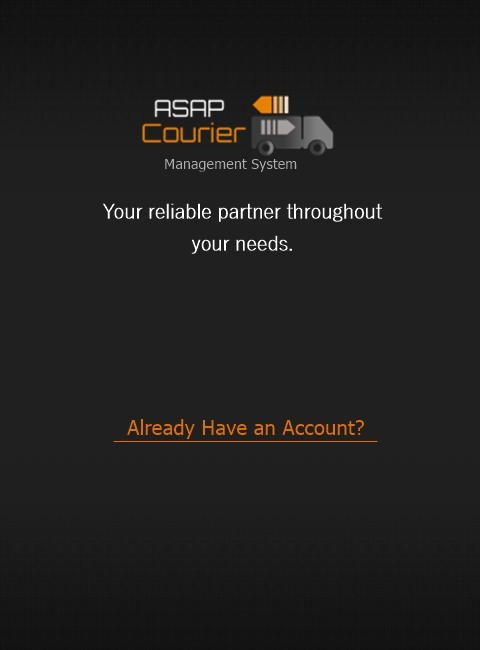 ASAP
Courier
Management System
Your reliable partner throughout
your needs.
Already Have an Account?